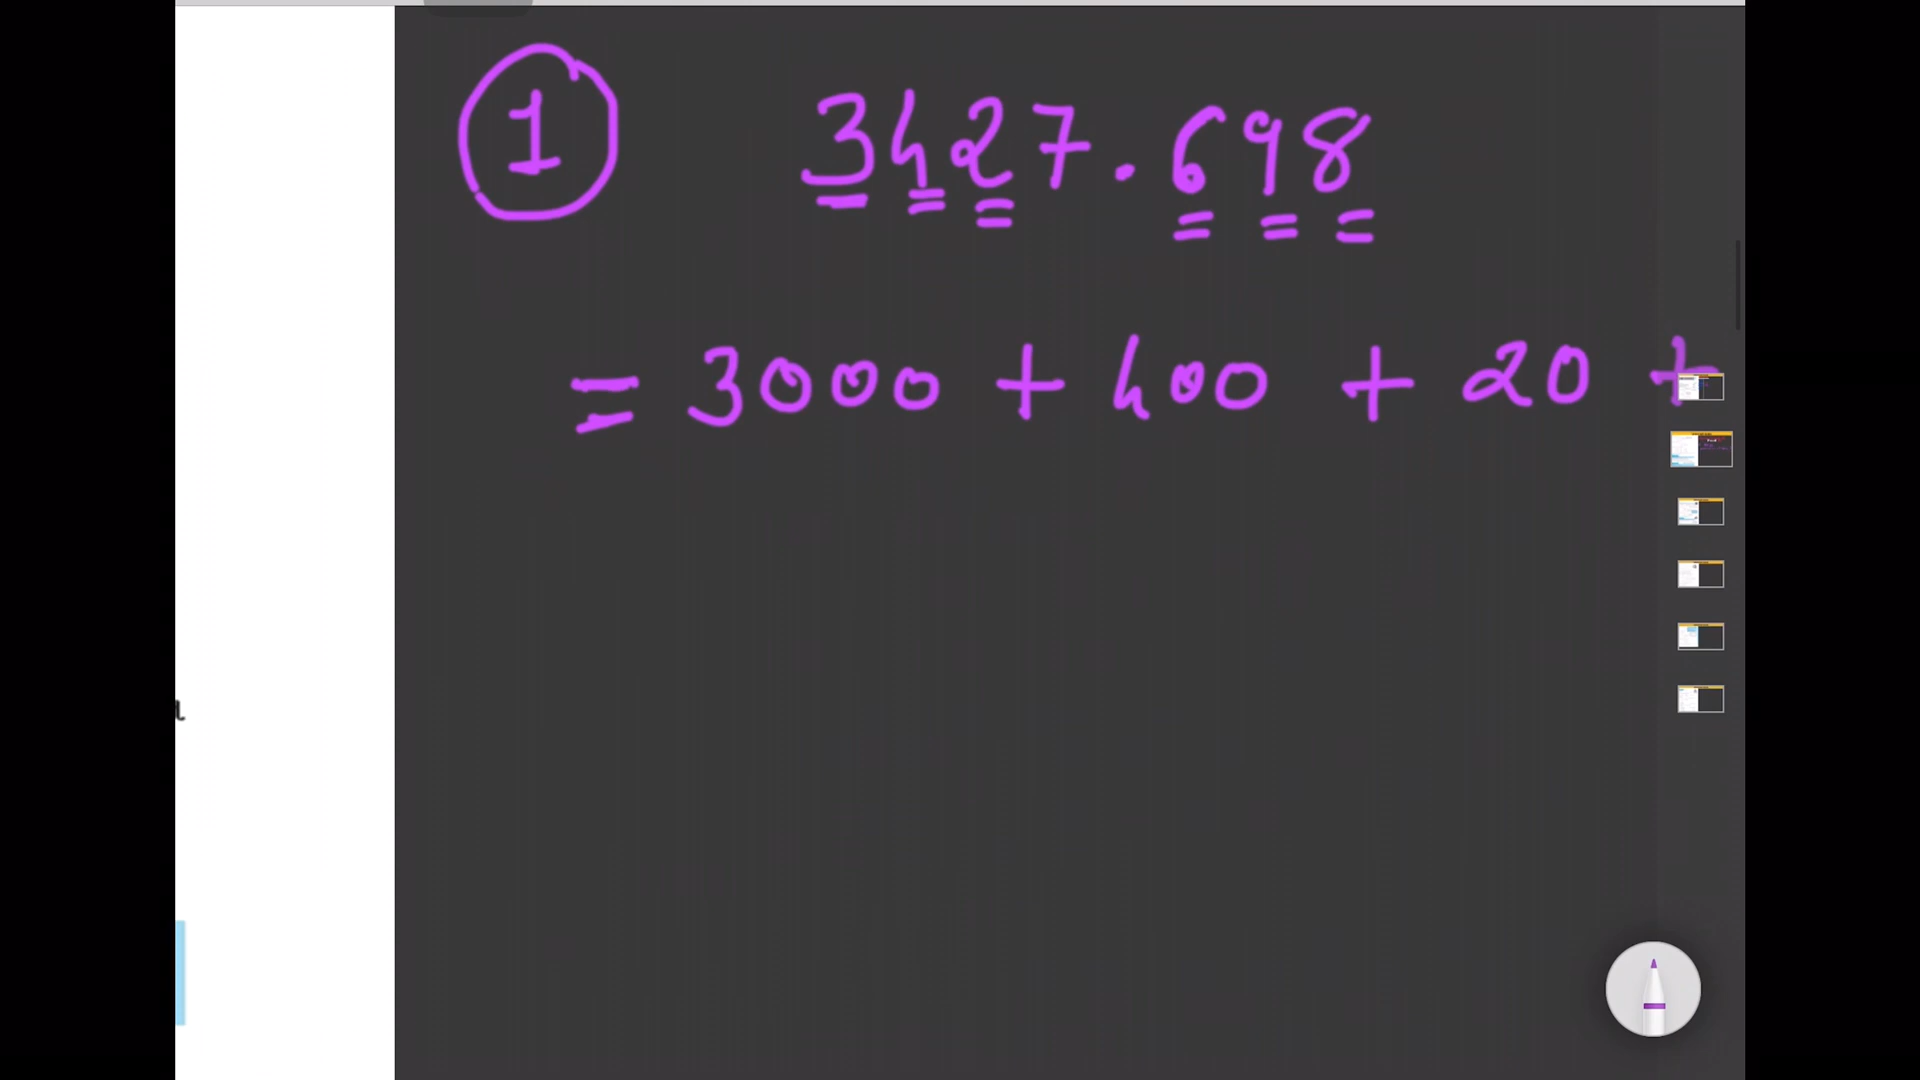 1 3427.698
= 3000 + 400 + 20 +